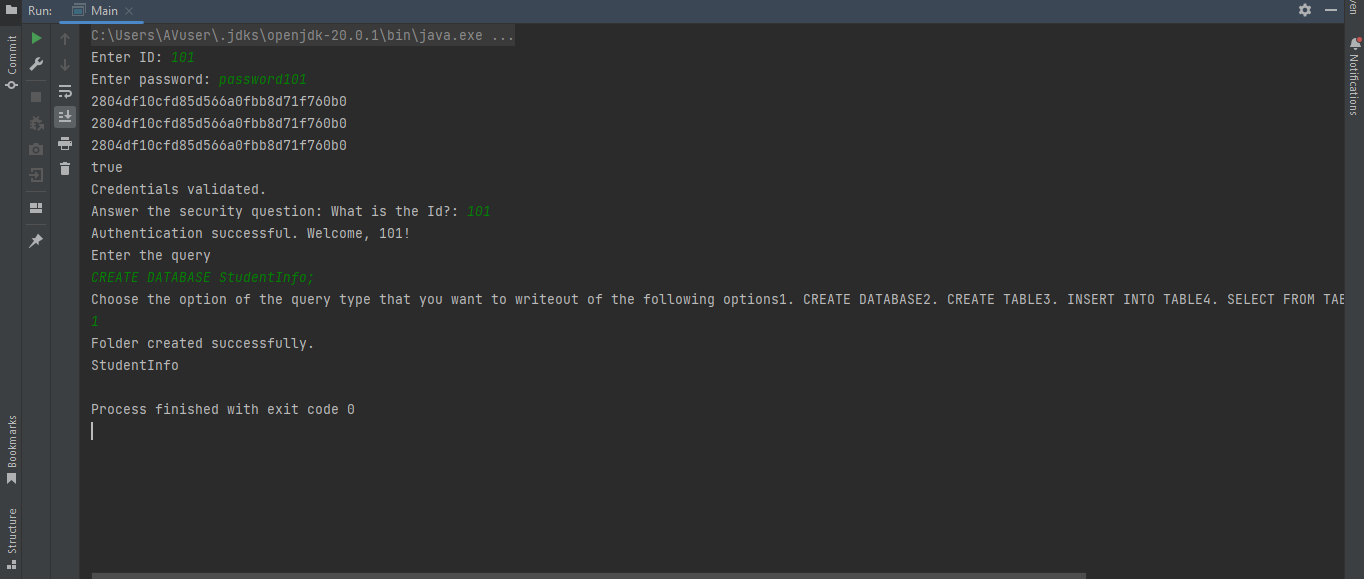 Run: Main
C:\Users\AVuser\.jdks\openjdk-20.0.1\bin\java.exe ...
Enter ID: 101
Enter password: password101
2804df10cfd85d566a0fbb8d71f760b0
2804df10cfd85d566a0fbb8d71f760b0
2804df10cfd85d566a0fbb8d71f760b0
true
Credentials validated.
Answer the security question: What is the Id?: 101
Authentication successful. Welcome, 101!
Enter the query
CREATE DATABASE StudentInfo;
Choose the option of the query type that you want to writeout of the following options1. CREATE DATABASE2. CREATE TABLE3. INSERT INTO TABLE4. SELECT FROM TAB
1
Folder created successfully.
StudentInfo
Process finished with exit code 0
Commit
Bookmarks
Structure
ven
Notifications